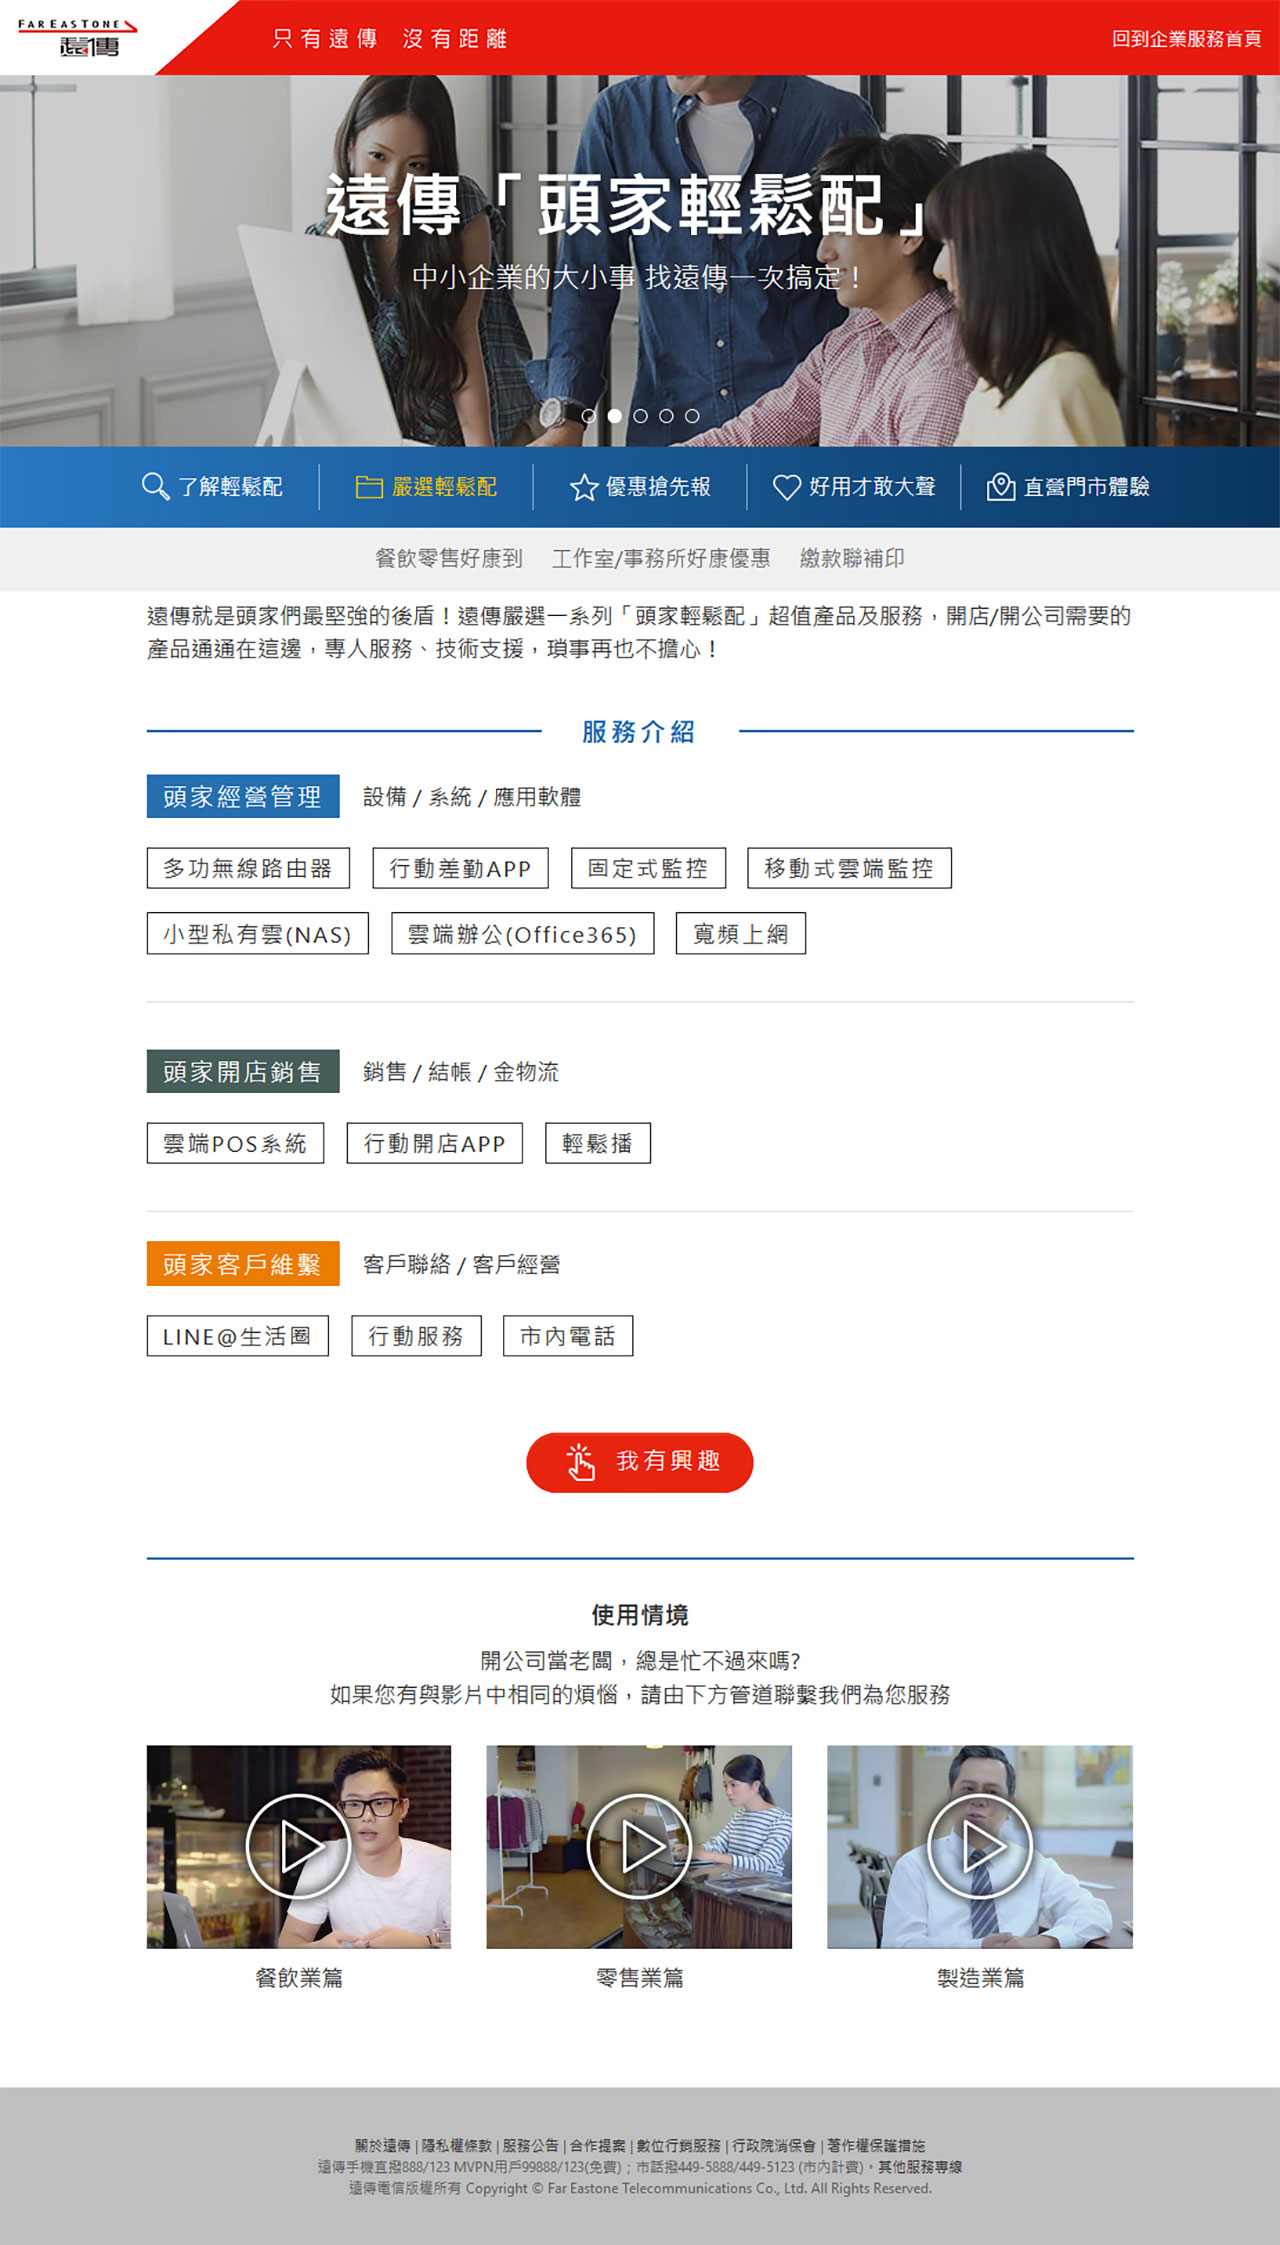 FAREASTONE
遠傳
只有遠傳 沒有距離
回到企業服務首頁
遠傳「頭家輕鬆配」
中小企業的大小事 找遠傳一次搞定！
了解輕鬆配
嚴選輕鬆配
優惠搶先報
好用才敢大聲
直營門市體驗
餐飲零售好康到 工作室/事務所好康優惠 繳款聯補印
遠傳就是頭家們最堅強的後盾！遠傳嚴選一系列「頭家輕鬆配」超值產品及服務，開店/開公司需要的
產品通通在這邊，專人服務、技術支援，瑣事再也不擔心！
服務介紹
頭家經營管理 設備 / 系統 / 應用軟體
多功無線路由器 行動差勤APP 固定式監控 移動式雲端監控
小型私有雲(NAS) 雲端辦公(Office365) 寬頻上網
頭家開店銷售 銷售 / 結帳 / 金物流
雲端POS系統 行動開店APP 輕鬆播
頭家客戶維繫 客戶聯絡 / 客戶經營
LINE@生活圈 行動服務 市內電話
我有興趣
使用情境
開公司當老闆，總是忙不過來嗎?
如果您有與影片中相同的煩惱，請由下方管道聯繫我們為您服務
餐飲業篇 零售業篇 製造業篇
關於遠傳 | 隱私權條款 | 服務公告 | 合作提案 | 數位行銷服務 | 行政院消保會 | 著作權保護措施
遠傳手機直撥888/123 MVPN用戶99888/123(免費)；市話撥449-5888/449-5123 (市內計費)。其他服務專線
遠傳電信版權所有 Copyright © Far Eastone Telecommunications Co., Ltd. All Rights Reserved.